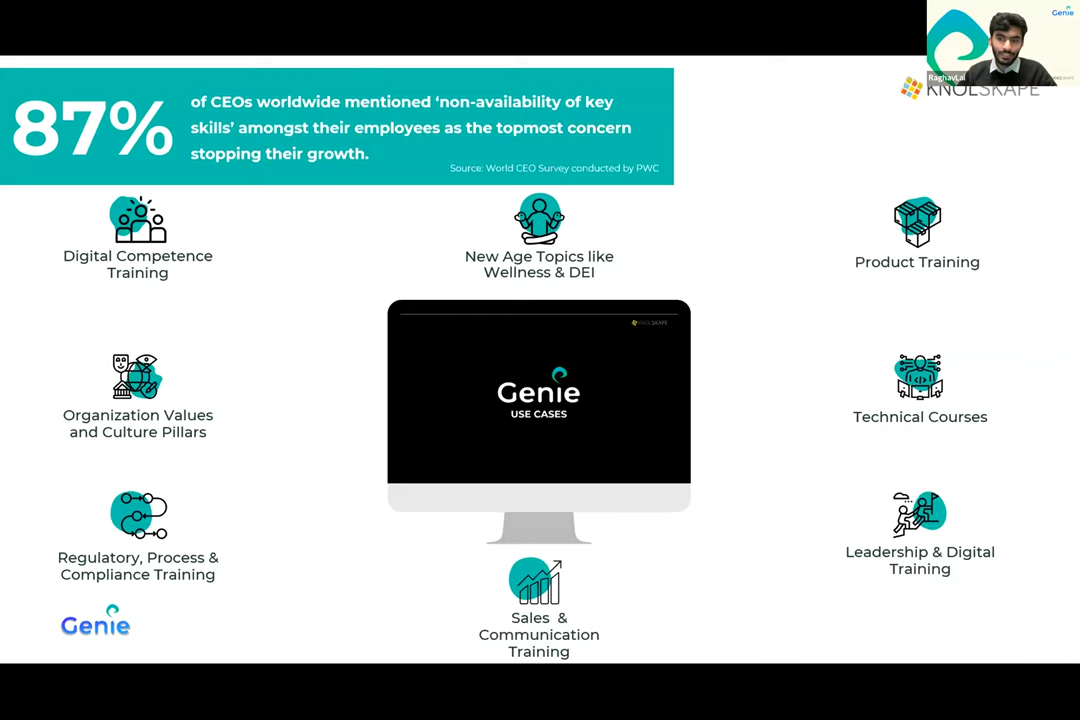 Genie
RaghavLal
KNOLSKAPE
87%
of CEOs worldwide mentioned ‘non-availability of key
skills’ amongst their employees as the topmost concern
stopping their growth.
Source: World CEO Survey conducted by PWC
Digital Competence
Training
New Age Topics like
Wellness & DEI
Product Training
KNOLSKAPE
Genie
USE CASES
Organization Values
and Culture Pillars
Technical Courses
Regulatory, Process &
Compliance Training
Leadership & Digital
Training
Genie
Sales & 
Communication
Training